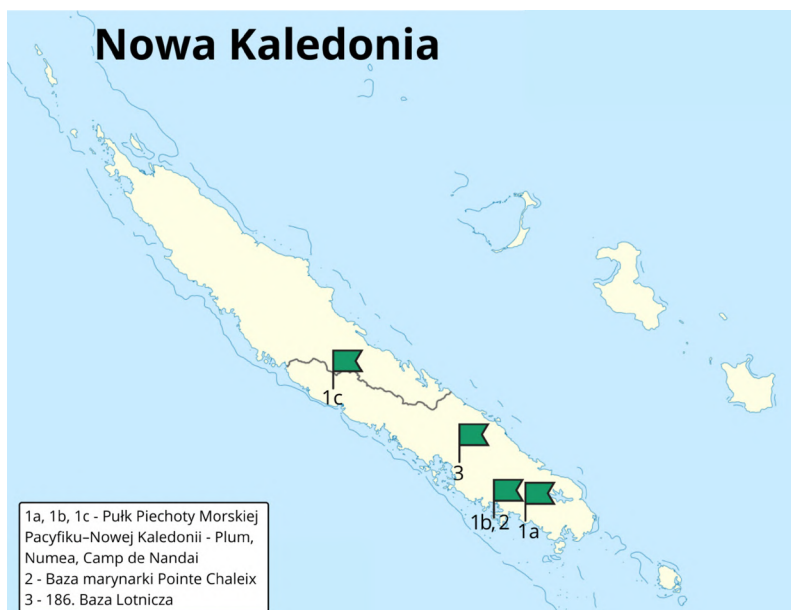 Nowa Kaledonia
1c
3
1b, 2
1a
1a, 1b, 1c - Pułk Piechoty Morskiej
Pacyfiku–Nowej Kaledonii - Plum,
Numea, Camp de Nandai
2 - Baza marynarki Pointe Chaleix
3 - 186. Baza Lotnicza